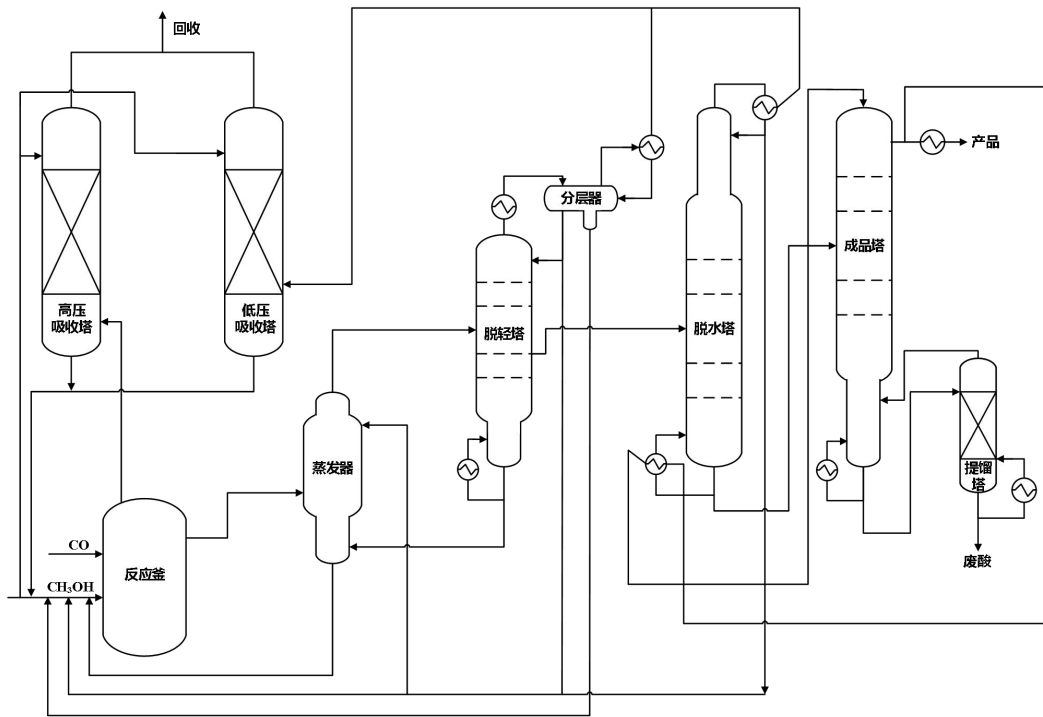 回收
产品
分层器
成品塔
高压
吸收塔
低压
吸收塔
脱轻塔
脱水塔
蒸发器
提馏
塔
CO
反应釜
CH₃OH
废酸